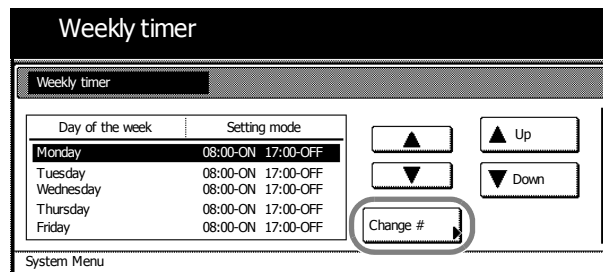 Weekly timer
Weekly timer
Day of the week Setting mode
Monday 08:00-ON 17:00-OFF
Tuesday 08:00-ON 17:00-OFF
Wednesday 08:00-ON 17:00-OFF
Thursday 08:00-ON 17:00-OFF
Friday 08:00-ON 17:00-OFF
▲ Up
▼ Down
Change #
System Menu